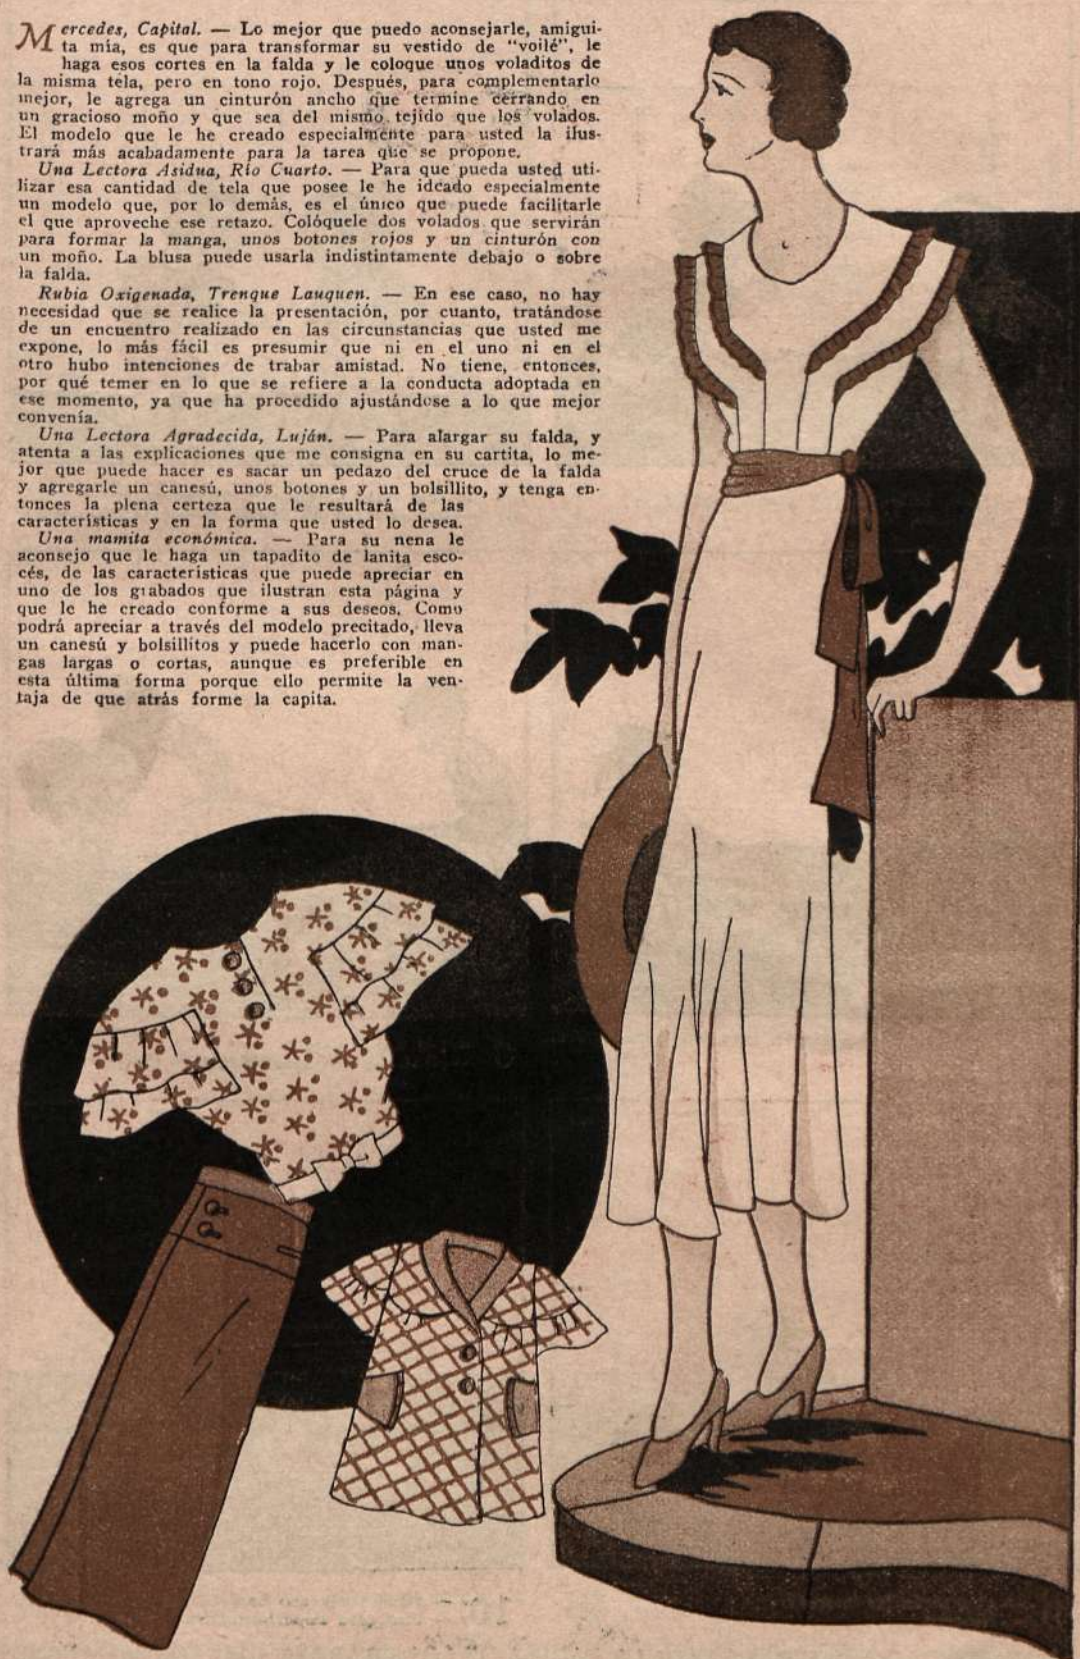 Mercedes, Capital. — Lo mejor que puedo aconsejarle, amigui-
ta mía, es que para transformar su vestido de "voilé", le
haga esos cortes en la falda y le coloque unos voladitos de
la misma tela, pero en tono rojo. Después, para complementarlo
mejor, le agrega un cinturón ancho que termine cerrando en
un gracioso moño y que sea del mismo tejido que los volados.
El modelo que le he creado especialmente para usted la ilus-
trará más acabadamente para la tarea que se propone.
Una Lectora Asidua, Río Cuarto. — Para que pueda usted uti-
lizar esa cantidad de tela que posee le he ideado especialmente
un modelo que, por lo demás, es el único que puede facilitarle
el que aproveche ese retazo. Colóquele dos volados que servirán
para formar la manga, unos botones rojos y un cinturón con
un moño. La blusa puede usarla indistintamente debajo o sobre
la falda.
Rubia Oxigenada, Trenque Lauquen. — En ese caso, no hay
necesidad que se realice la presentación, por cuanto, tratándose
de un encuentro realizado en las circunstancias que usted me
expone, lo más fácil es presumir que ni en el uno ni en el
otro hubo intenciones de trabar amistad. No tiene, entonces,
por qué temer en lo que se refiere a la conducta adoptada en
ese momento, ya que ha procedido ajustándose a lo que mejor
convenía.
Una Lectora Agradecida, Luján. — Para alargar su falda, y
atenta a las explicaciones que me consigna en su cartita, lo me-
jor que puede hacer es sacar un pedazo del cruce de la falda
y agregarle un canesú, unos botones y un bolsillito, y tenga en-
tonces la plena certeza que le resultará de las
características y en la forma que usted lo desea.
Una mamita económica. — Para su nena le
aconsejo que le haga un tapadito de lanita esco-
cés, de las características que puede apreciar en
uno de los grabados que ilustran esta página y
que le he creado conforme a sus deseos. Como
podrá apreciar a través del modelo precitado, lleva
un canesú y bolsillitos y puede hacerlo con man-
gas largas o cortas, aunque es preferible en
esta última forma porque ello permite la ven-
taja de que atrás forme la capita.